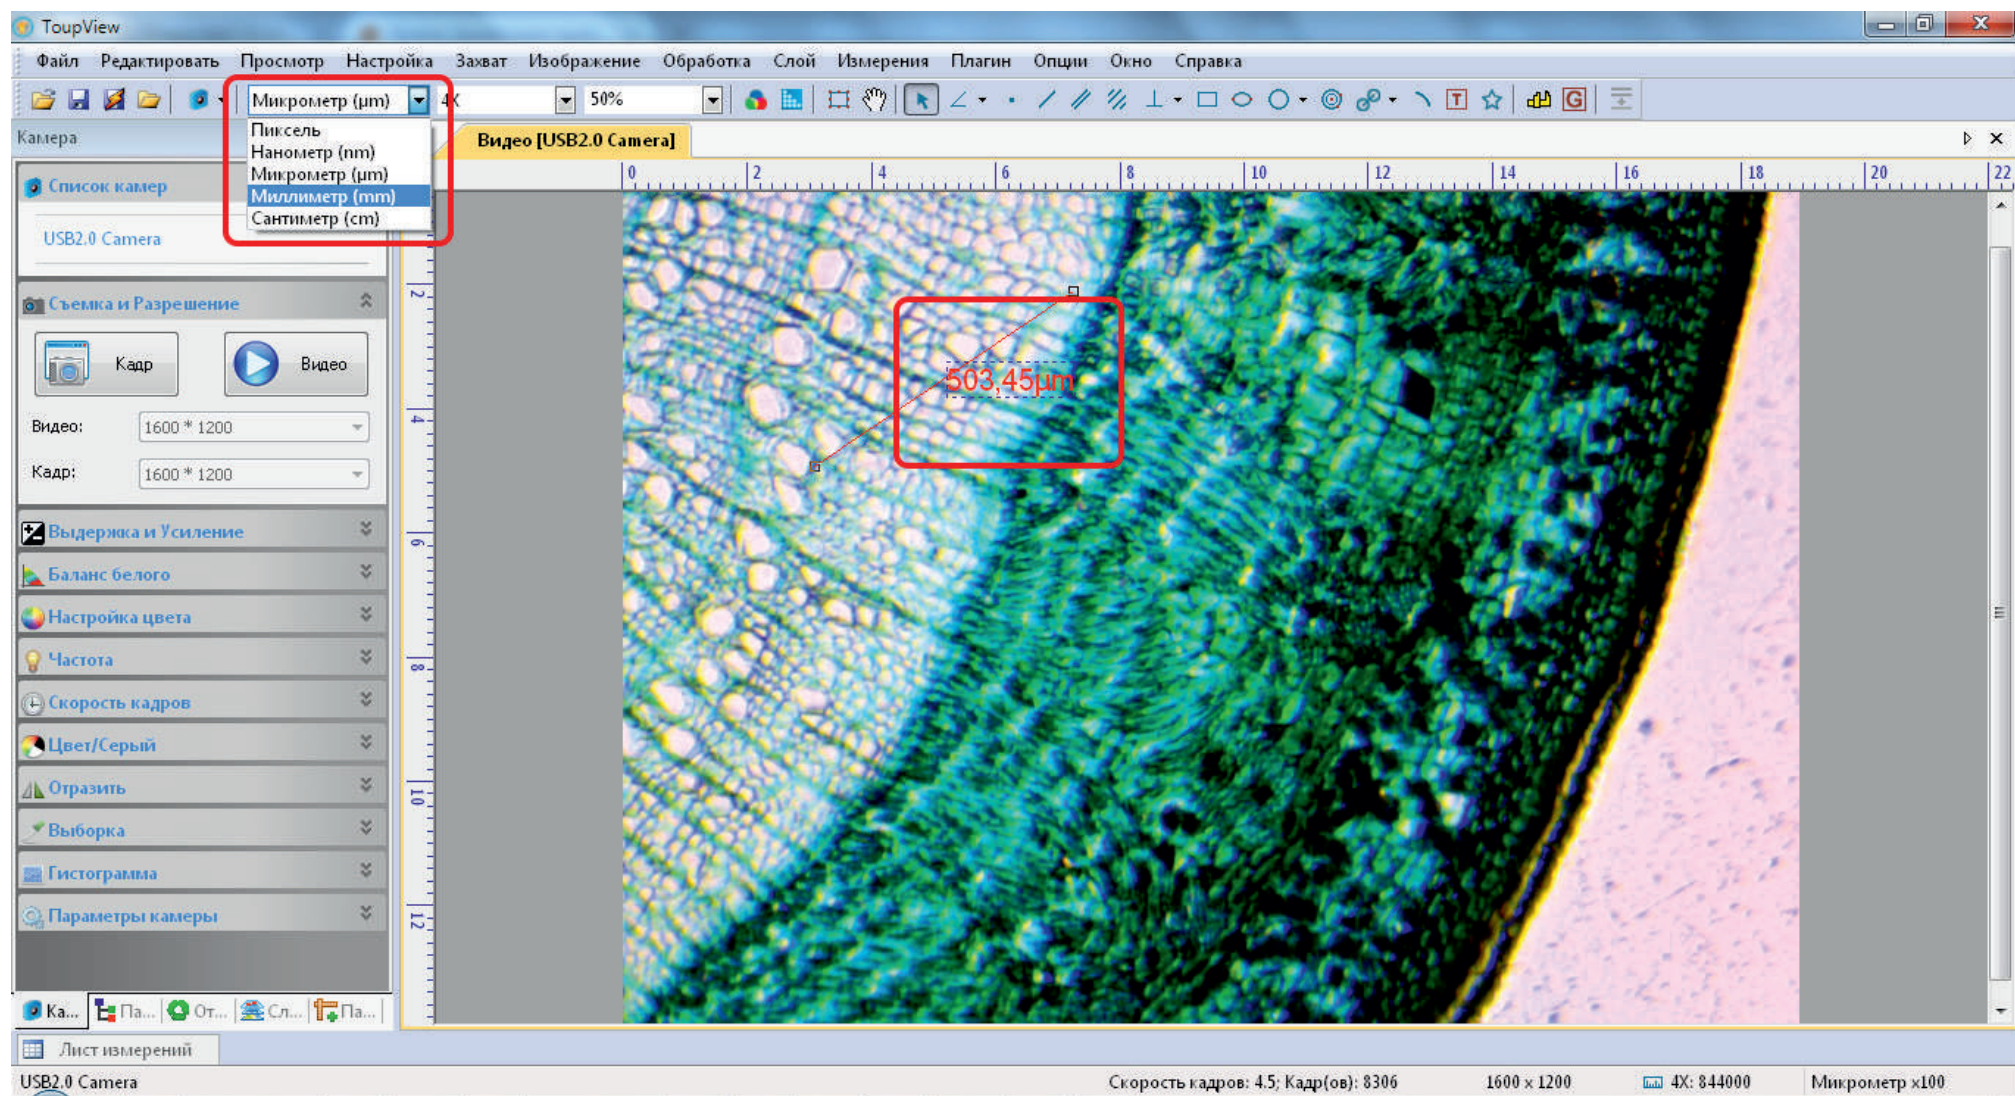 ToupView
Файл Редактировать Просмотр Настройка Захват Изображение Обработка Слой Измерения Плагин Опции Окно Справка
Микрометр (µm) 4X 50%
Пиксель
Нанометр (nm)
Микрометр (µm)
Миллиметр (mm)
Сантиметр (cm)
Камера
Видео [USB2.0 Camera]
0 2 4 6 8 10 12 14 16 18 20 22
2
4
6
8
10
12
Список камер
USB2.0 Camera
Съемка и Разрешение
Кадр Видео
Видео: 1600 * 1200
Кадр: 1600 * 1200
Выдержка и Усиление
Баланс белого
Настройка цвета
Частота
Скорость кадров
Цвет/Серый
Отразить
Выборка
Гистограмма
Параметры камеры
503,45µm
Ка... Па... От... Сл... Па...
Лист измерений
USB2.0 Camera Скорость кадров: 4.5; Кадр(ов): 8306 1600 x 1200 4X: 844000 Микрометр x100